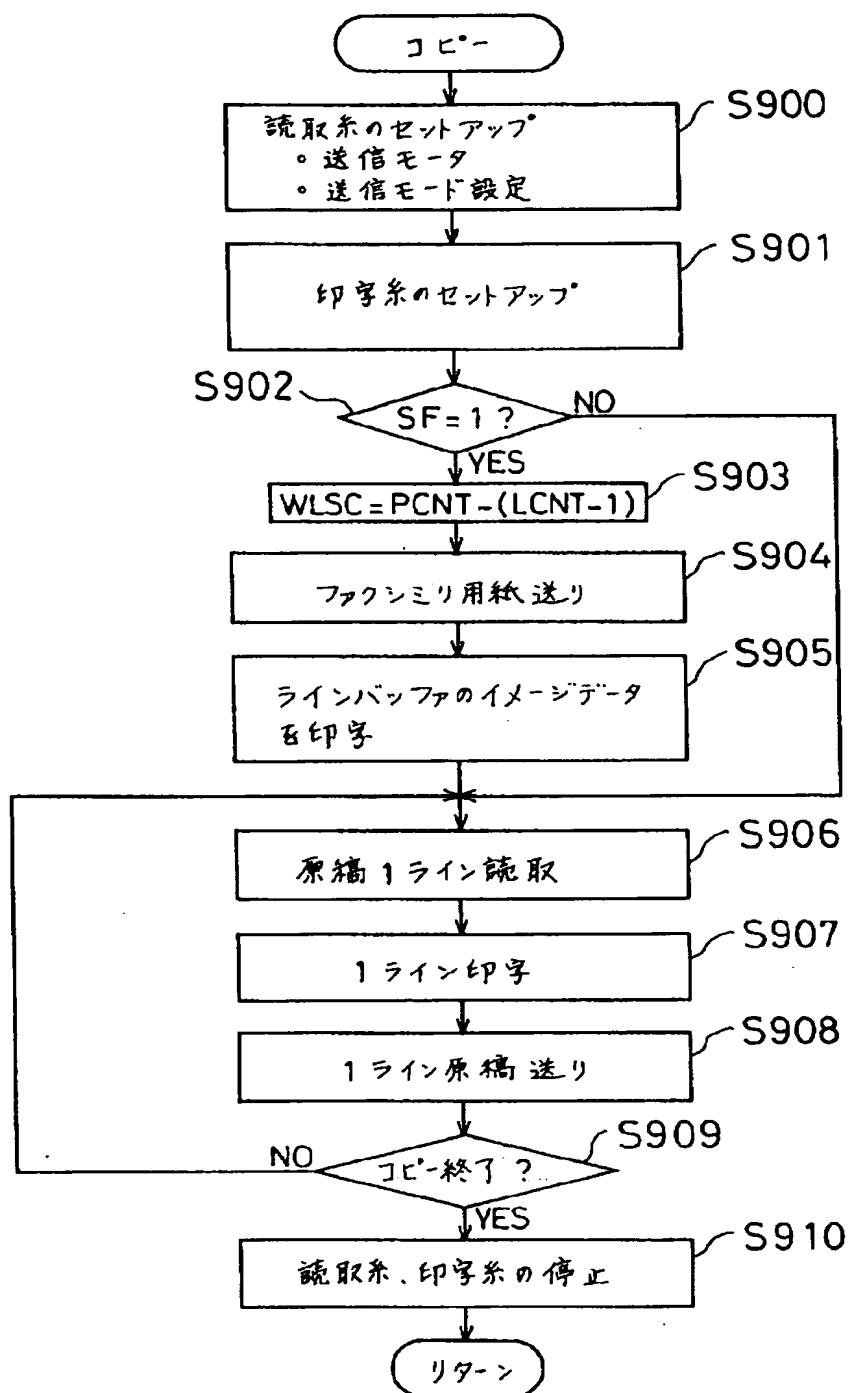 コピー
S900
読取系のセットアップ
◦ 送信モータ
◦ 送信モード設定
S901
印字系のセットアップ
S902
SF=1?
NO
YES
S903
WLSC=PCNT-(LCNT-1)
S904
ファクシミリ用紙送り
S905
ラインバッファのイメージデータ
を印字
S906
原稿1ライン読取
S907
1ライン印字
S908
1ライン原稿送り
S909
NO
コピー終了?
YES
S910
読取系、印字系の停止
リターン